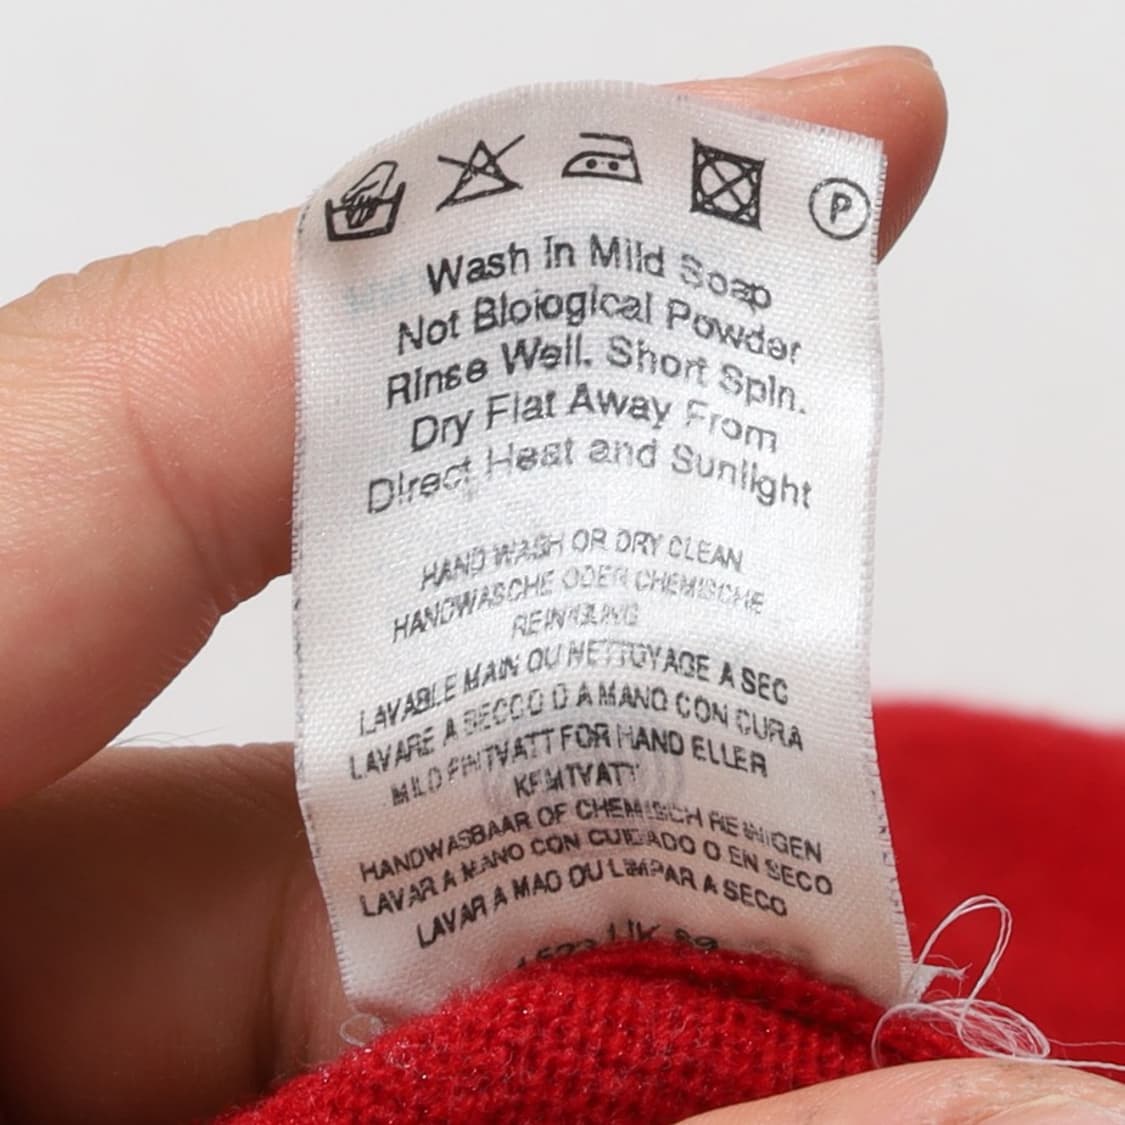 P
Wash In Mild Soap
Not Biological Powder
Rinse Well. Short Spin.
Dry Flat Away From
Direct Heat and Sunlight
HAND WASH OR DRY CLEAN
HANDWASCHE ODER CHEMISCHE
REINIGUNG
LAVABLE MAIN OU NETTOYAGE A SEC
LAVARE A SECCO O A MANO CON CURA
MILD FINTVATT FOR HAND ELLER
KEMTVATT
HANDWASBAAR OF CHEMISCH REINIGEN
LAVAR A MANO CON CUIDADO O EN SECO
LAVAR A MAO OU LIMPAR A SECO
UK